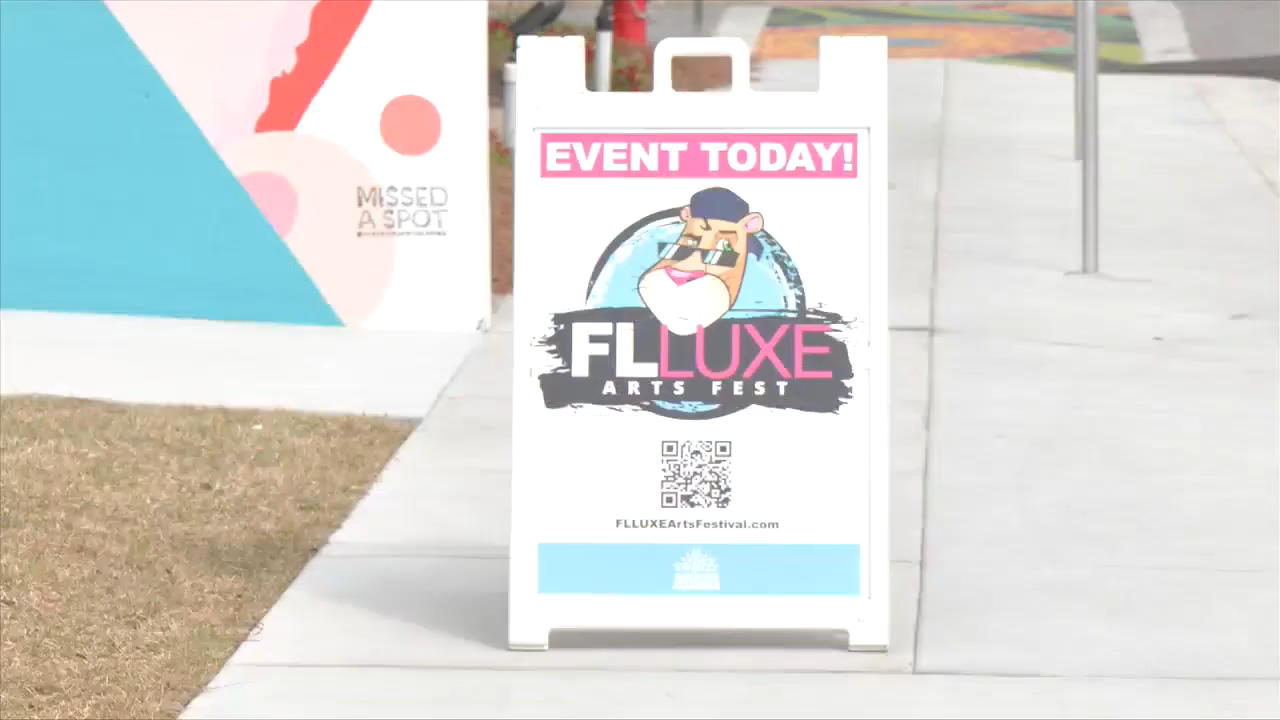 MISSED
A SPOT
EVENT TODAY!
FLLUXE
ARTS FEST
FLLUXEArtsFestival.com